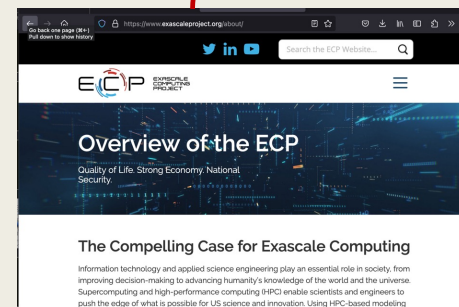 https://www.exascaleproject.org/about/
Go back one page (⌘←)
Pull down to show history
in
Search the ECP Website...
ECP EXASCALE COMPUTING PROJECT
Overview of the ECP
Quality of Life. Strong Economy. National
Security.
The Compelling Case for Exascale Computing
Information technology and applied science engineering play an essential role in society, from
improving decision-making to advancing humanity's knowledge of the world and the universe.
Supercomputing and high-performance computing (HPC) enable scientists and engineers to
push the edge of what is possible for US science and innovation. Using HPC-based modeling